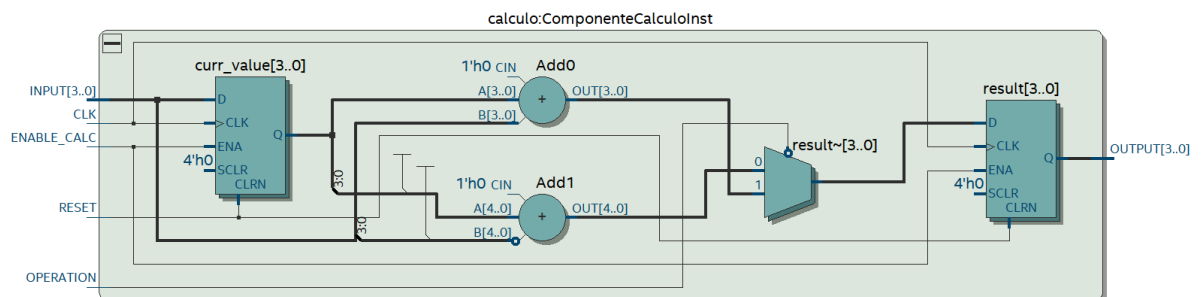 calculo:ComponenteCalculoInst
curr_value[3..0]
INPUT[3..0]
CLK
ENABLE_CALC
RESET
OPERATION
D
CLK
ENA
SCLR
CLRN
Q
4'h0
3:0
3:0
1'h0 CIN
Add0
A[3..0]
B[3..0]
+
OUT[3..0]
1'h0 CIN
Add1
A[4..0]
B[4..0]
+
OUT[4..0]
result~[3..0]
0
1
result[3..0]
D
CLK
ENA
4'h0
SCLR
CLRN
Q
OUTPUT[3..0]